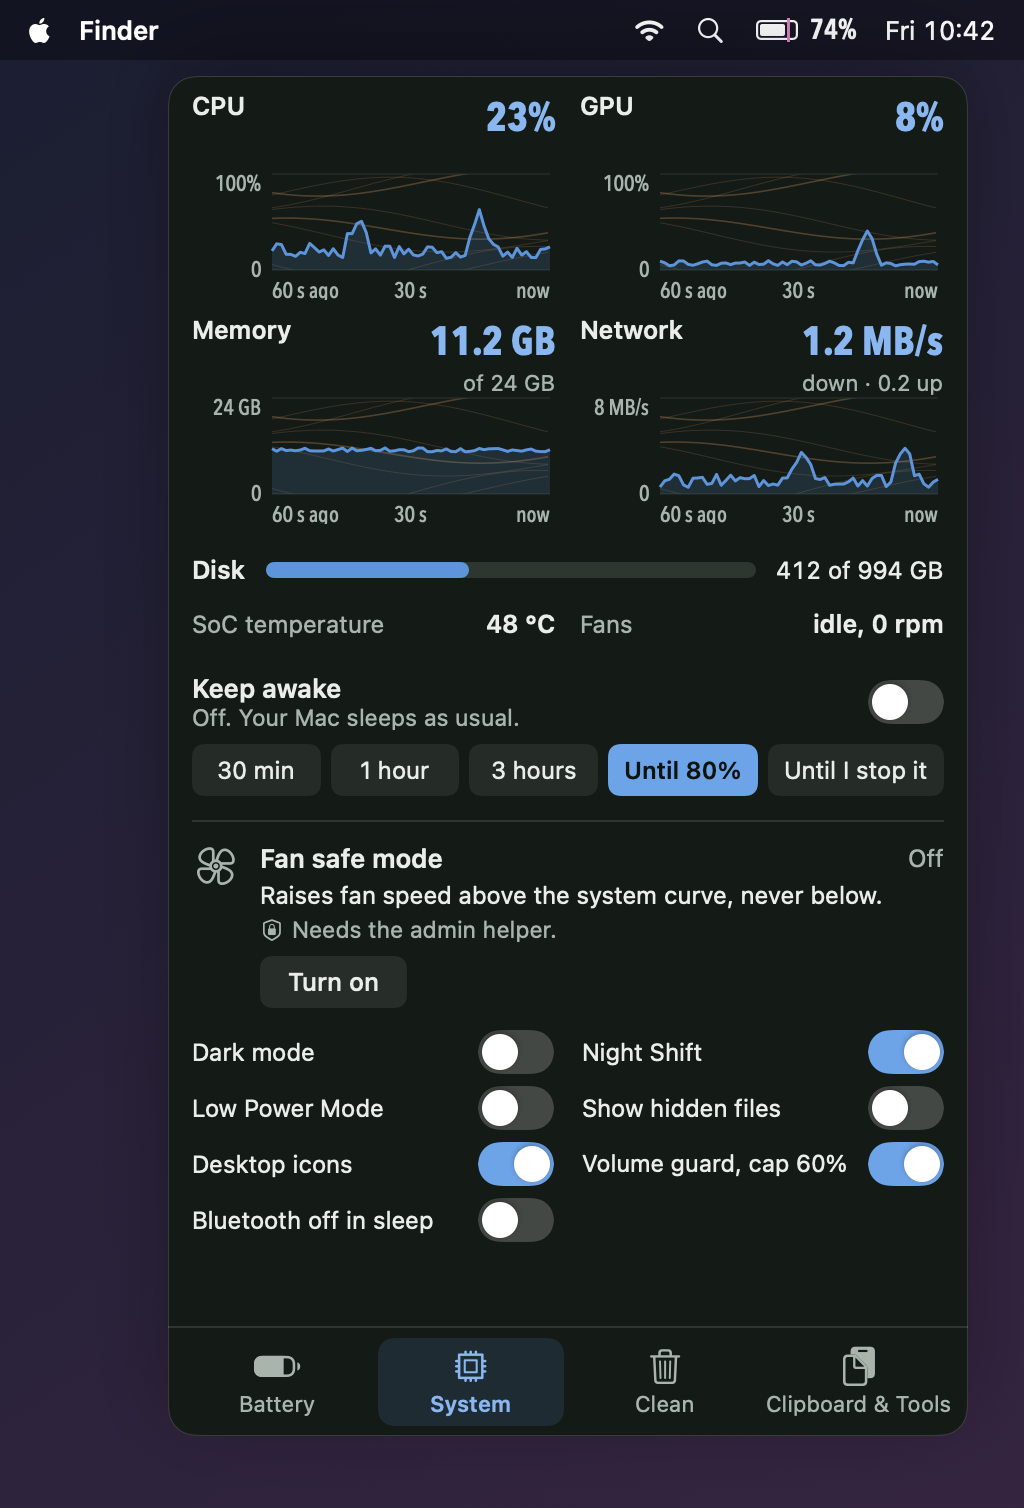 Finder 74% Fri 10:42
CPU 23%
100%
0
60 s ago 30 s now
GPU 8%
100%
0
60 s ago 30 s now
Memory 11.2 GB
of 24 GB
24 GB
0
60 s ago 30 s now
Network 1.2 MB/s
down · 0.2 up
8 MB/s
0
60 s ago 30 s now
Disk 412 of 994 GB
SoC temperature 48 °C Fans idle, 0 rpm
Keep awake
Off. Your Mac sleeps as usual.
30 min 1 hour 3 hours Until 80% Until I stop it
Fan safe mode Off
Raises fan speed above the system curve, never below.
Needs the admin helper.
Turn on
Dark mode Night Shift
Low Power Mode Show hidden files
Desktop icons Volume guard, cap 60%
Bluetooth off in sleep
Battery System Clean Clipboard & Tools